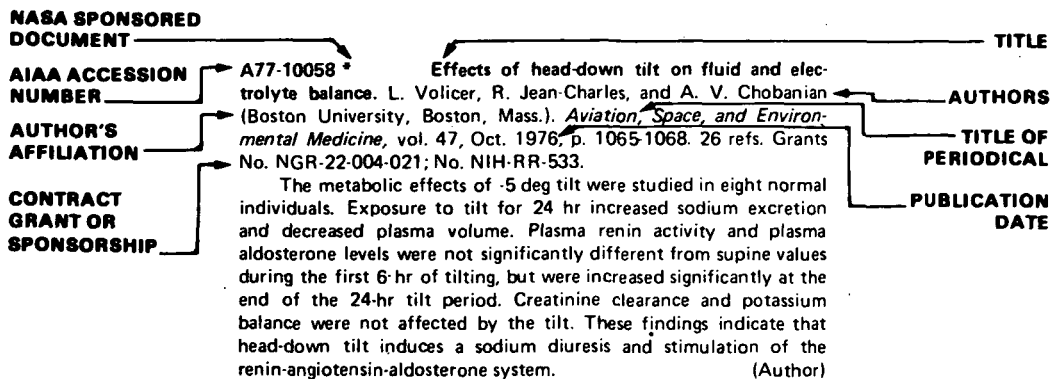 NASA SPONSORED
DOCUMENT
TITLE
AIAA ACCESSION
NUMBER
AUTHOR'S
AFFILIATION
CONTRACT
GRANT OR
SPONSORSHIP
A77-10058 * Effects of head-down tilt on fluid and elec-
trolyte balance. L. Volicer, R. Jean-Charles, and A. V. Chobanian
(Boston University, Boston, Mass.). Aviation, Space, and Environ-
mental Medicine, vol. 47, Oct. 1976, p. 1065-1068. 26 refs. Grants
No. NGR-22-004-021; No. NIH-RR-533.
The metabolic effects of -5 deg tilt were studied in eight normal
individuals. Exposure to tilt for 24 hr increased sodium excretion
and decreased plasma volume. Plasma renin activity and plasma
aldosterone levels were not significantly different from supine values
during the first 6-hr of tilting, but were increased significantly at the
end of the 24-hr tilt period. Creatinine clearance and potassium
balance were not affected by the tilt. These findings indicate that
head-down tilt induces a sodium diuresis and stimulation of the
renin-angiotensin-aldosterone system. (Author)
AUTHORS
TITLE OF
PERIODICAL
PUBLICATION
DATE